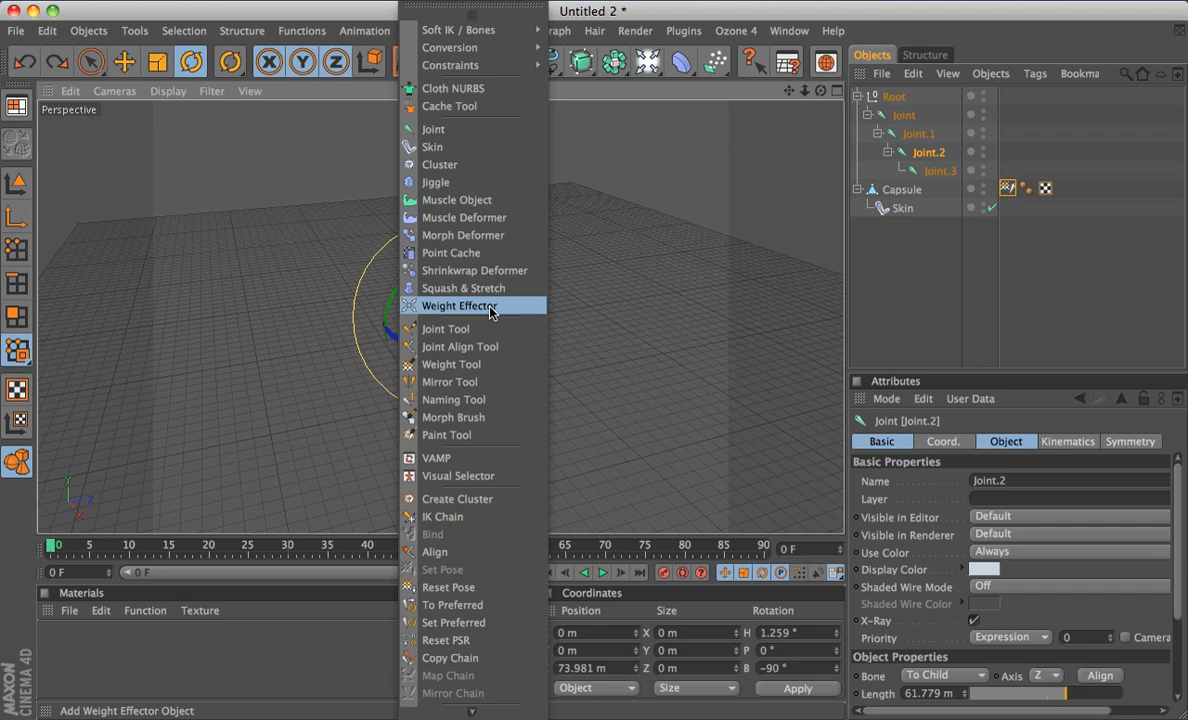 Untitled 2 *
File Edit Objects Tools Selection Structure Functions Animation
raph Hair Render Plugins Ozone 4 Window Help
X Y Z
Edit Cameras Display Filter View
Perspective
Y
Z
X
Soft IK / Bones
Conversion
Constraints
Cloth NURBS
Cache Tool
Joint
Skin
Cluster
Jiggle
Muscle Object
Muscle Deformer
Morph Deformer
Point Cache
Shrinkwrap Deformer
Squash & Stretch
Weight Effector
Joint Tool
Joint Align Tool
Weight Tool
Mirror Tool
Naming Tool
Morph Brush
Paint Tool
VAMP
Visual Selector
Create Cluster
IK Chain
Bind
Align
Set Pose
Reset Pose
To Preferred
Set Preferred
Reset PSR
Copy Chain
Map Chain
Mirror Chain
Objects Structure
File Edit View Objects Tags Bookma
Root
Joint
Joint.1
Joint.2
Joint.3
Capsule
Skin
Attributes
Mode Edit User Data
Joint [Joint.2]
Basic Coord. Object Kinematics Symmetry
Basic Properties
Name Joint.2
Layer
Visible in Editor Default
Visible in Renderer Default
Use Color Always
Display Color
Shaded Wire Mode Off
Shaded Wire Color
X-Ray
Priority Expression 0 Camera
Object Properties
Bone To Child Axis Z Align
Length 61.779 m
0 5 10 15 20 25 30 35 40
65 70 75 80 85 90 0 F
0 F 0 F
Materials
File Edit Function Texture
Coordinates
Position Size Rotation
0 m X 0 m H 1.259 °
0 m Y 0 m P 0 °
73.981 m Z 0 m B -90 °
Object Size Apply
MAXON
CINEMA 4D
Add Weight Effector Object